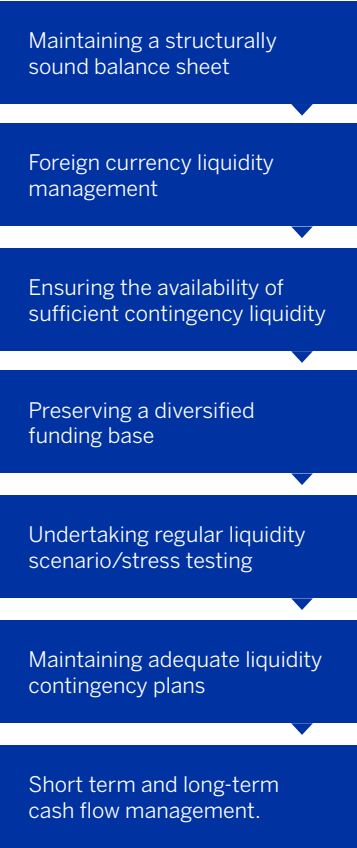 Maintaining a structurally
sound balance sheet
Foreign currency liquidity
management
Ensuring the availability of
sufficient contingency liquidity
Preserving a diversified
funding base
Undertaking regular liquidity
scenario/stress testing
Maintaining adequate liquidity
contingency plans
Short term and long-term
cash flow management.